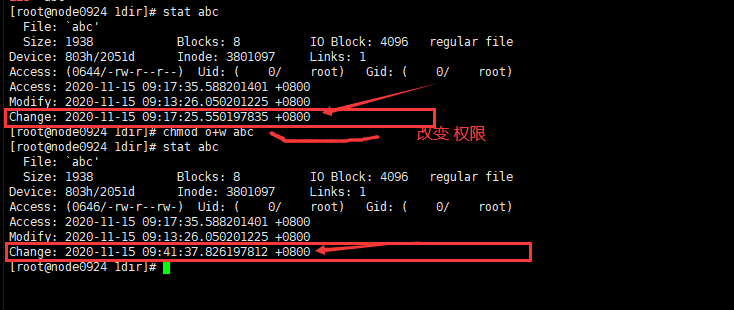 [root@node0924 1dir]# stat abc
File: `abc'
Size: 1938 Blocks: 8 IO Block: 4096 regular file
Device: 803h/2051d Inode: 3801097 Links: 1
Access: (0644/-rw-r--r--) Uid: ( 0/ root) Gid: ( 0/ root)
Access: 2020-11-15 09:17:35.588201401 +0800
Modify: 2020-11-15 09:13:26.050201225 +0800
Change: 2020-11-15 09:17:25.550197835 +0800
[root@node0924 1dir]# chmod o+w abc 改变 权限
[root@node0924 1dir]# stat abc
File: `abc'
Size: 1938 Blocks: 8 IO Block: 4096 regular file
Device: 803h/2051d Inode: 3801097 Links: 1
Access: (0646/-rw-r--rw-) Uid: ( 0/ root) Gid: ( 0/ root)
Access: 2020-11-15 09:17:35.588201401 +0800
Modify: 2020-11-15 09:13:26.050201225 +0800
Change: 2020-11-15 09:41:37.826197812 +0800
[root@node0924 1dir]#